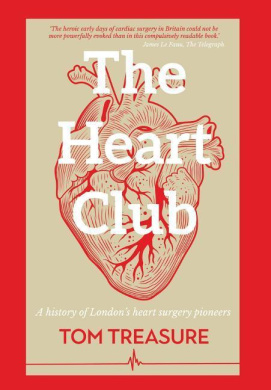 'The heroic early days of cardiac surgery in Britain could not be
more powerfully evoked than in this compulsively readable book.'
James Le Fanu, The Telegraph
The
Heart
Club
A history of London's heart surgery pioneers
TOM TREASURE